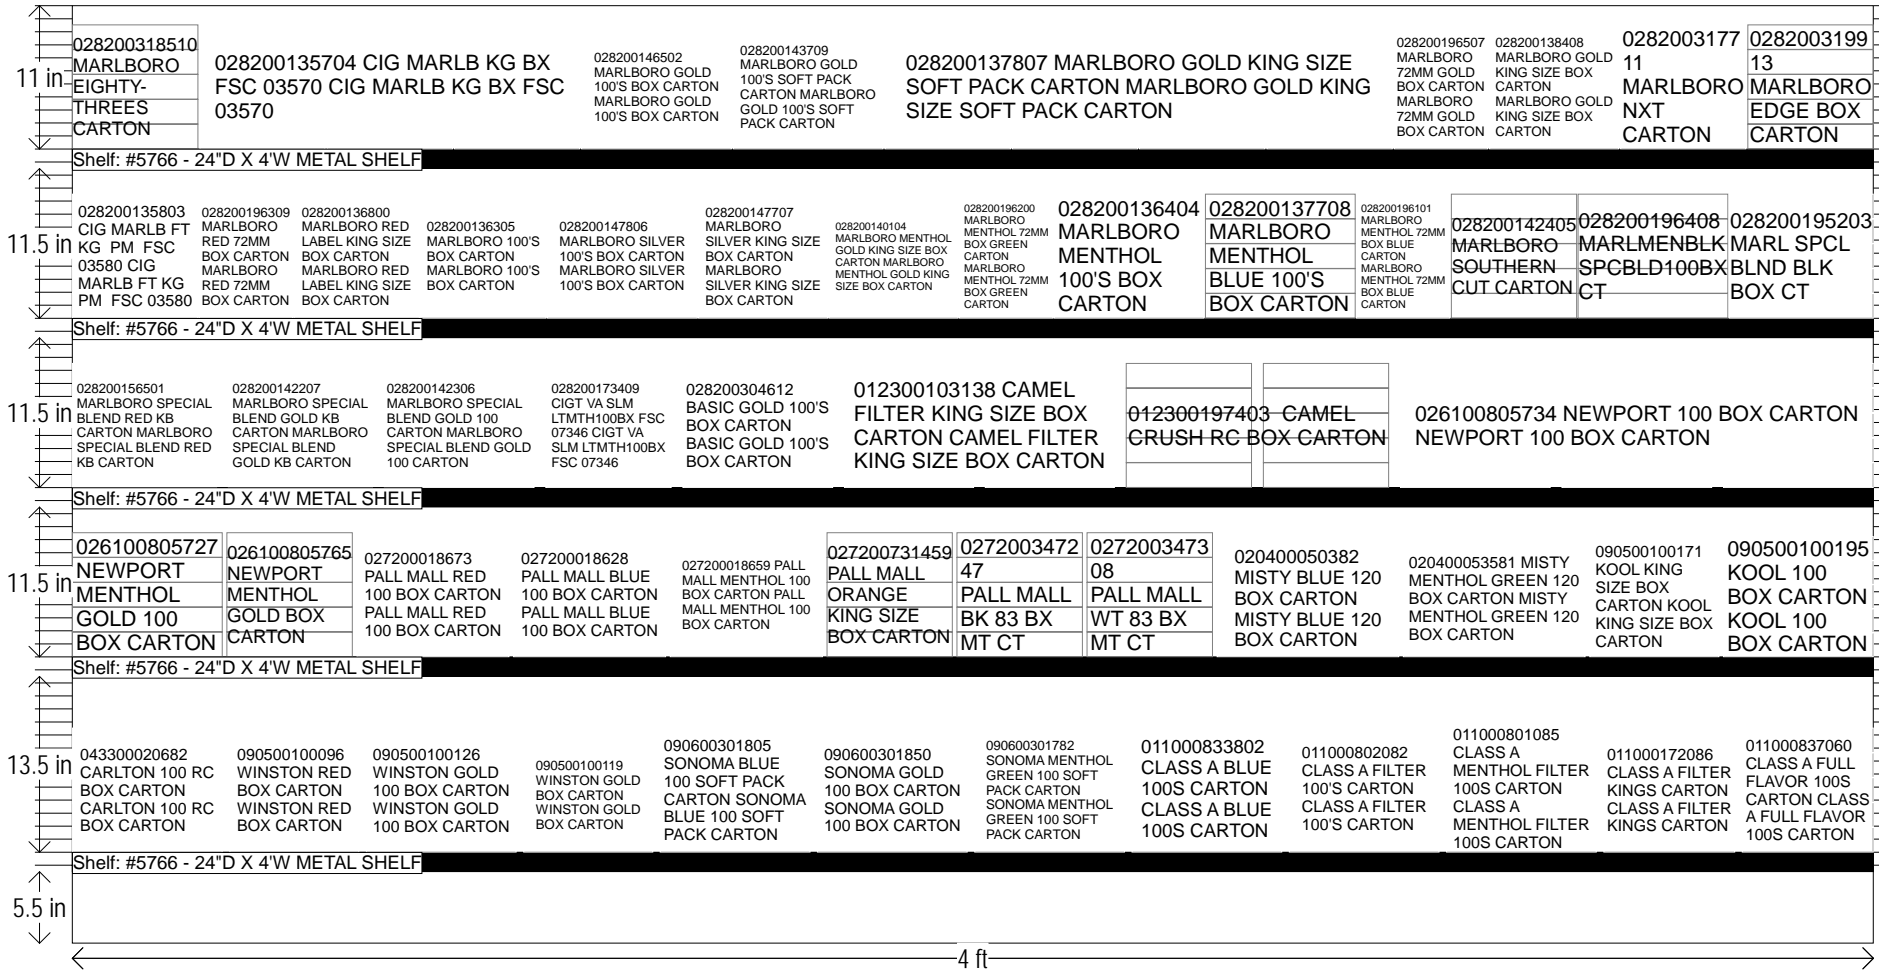 11 in
028200318510
MARLBORO
EIGHTY-
THREES
CARTON
028200135704 CIG MARLB KG BX
FSC 03570 CIG MARLB KG BX FSC
03570
028200146502
MARLBORO GOLD
100'S BOX CARTON
MARLBORO GOLD
100'S BOX CARTON
028200143709
MARLBORO GOLD
100'S SOFT PACK
CARTON MARLBORO
GOLD 100'S SOFT
PACK CARTON
028200137807 MARLBORO GOLD KING SIZE
SOFT PACK CARTON MARLBORO GOLD KING
SIZE SOFT PACK CARTON
028200196507
MARLBORO
72MM GOLD
BOX CARTON
MARLBORO
72MM GOLD
BOX CARTON
028200138408
MARLBORO GOLD
KING SIZE BOX
CARTON
MARLBORO GOLD
KING SIZE BOX
CARTON
0282003177
11
MARLBORO
NXT
CARTON
0282003199
13
MARLBORO
EDGE BOX
CARTON
Shelf: #5766 - 24"D X 4'W METAL SHELF
11.5 in
028200135803
CIG MARLB FT
KG PM FSC
03580 CIG
MARLB FT KG
PM FSC 03580
028200196309
MARLBORO
RED 72MM
BOX CARTON
MARLBORO
RED 72MM
BOX CARTON
028200136800
MARLBORO RED
LABEL KING SIZE
BOX CARTON
MARLBORO RED
LABEL KING SIZE
BOX CARTON
028200136305
MARLBORO 100'S
BOX CARTON
MARLBORO 100'S
BOX CARTON
028200147806
MARLBORO SILVER
100'S BOX CARTON
MARLBORO SILVER
100'S BOX CARTON
028200147707
MARLBORO
SILVER KING SIZE
BOX CARTON
MARLBORO
SILVER KING SIZE
BOX CARTON
028200140104
MARLBORO MENTHOL
GOLD KING SIZE BOX
CARTON MARLBORO
MENTHOL GOLD KING
SIZE BOX CARTON
028200196200
MARLBORO
MENTHOL 72MM
BOX GREEN
CARTON
MARLBORO
MENTHOL 72MM
BOX GREEN
CARTON
028200136404
MARLBORO
MENTHOL
100'S BOX
CARTON
028200137708
MARLBORO
MENTHOL
BLUE 100'S
BOX CARTON
028200196101
MARLBORO
MENTHOL 72MM
BOX BLUE
CARTON
MARLBORO
MENTHOL 72MM
BOX BLUE
CARTON
028200142405
MARLBORO
SOUTHERN
CUT CARTON
028200196408
MARLMENBLK
SPCBLD100BX
CT
028200195203
MARL SPCL
BLND BLK
BOX CT
Shelf: #5766 - 24"D X 4'W METAL SHELF
11.5 in
028200156501
MARLBORO SPECIAL
BLEND RED KB
CARTON MARLBORO
SPECIAL BLEND RED
KB CARTON
028200142207
MARLBORO SPECIAL
BLEND GOLD KB
CARTON MARLBORO
SPECIAL BLEND
GOLD KB CARTON
028200142306
MARLBORO SPECIAL
BLEND GOLD 100
CARTON MARLBORO
SPECIAL BLEND GOLD
100 CARTON
028200173409
CIGT VA SLM
LTMTH100BX FSC
07346 CIGT VA
SLM LTMTH100BX
FSC 07346
028200304612
BASIC GOLD 100'S
BOX CARTON
BASIC GOLD 100'S
BOX CARTON
012300103138 CAMEL
FILTER KING SIZE BOX
CARTON CAMEL FILTER
KING SIZE BOX CARTON
012300197403 CAMEL
CRUSH RC BOX CARTON
026100805734 NEWPORT 100 BOX CARTON
NEWPORT 100 BOX CARTON
Shelf: #5766 - 24"D X 4'W METAL SHELF
11.5 in
026100805727
NEWPORT
MENTHOL
GOLD 100
BOX CARTON
026100805765
NEWPORT
MENTHOL
GOLD BOX
CARTON
027200018673
PALL MALL RED
100 BOX CARTON
PALL MALL RED
100 BOX CARTON
027200018628
PALL MALL BLUE
100 BOX CARTON
PALL MALL BLUE
100 BOX CARTON
027200018659 PALL
MALL MENTHOL 100
BOX CARTON PALL
MALL MENTHOL 100
BOX CARTON
027200731459
PALL MALL
ORANGE
KING SIZE
BOX CARTON
0272003472
47
PALL MALL
BK 83 BX
MT CT
0272003473
08
PALL MALL
WT 83 BX
MT CT
020400050382
MISTY BLUE 120
BOX CARTON
MISTY BLUE 120
BOX CARTON
020400053581 MISTY
MENTHOL GREEN 120
BOX CARTON MISTY
MENTHOL GREEN 120
BOX CARTON
090500100171
KOOL KING
SIZE BOX
CARTON KOOL
KING SIZE BOX
CARTON
090500100195
KOOL 100
BOX CARTON
KOOL 100
BOX CARTON
Shelf: #5766 - 24"D X 4'W METAL SHELF
13.5 in
043300020682
CARLTON 100 RC
BOX CARTON
CARLTON 100 RC
BOX CARTON
090500100096
WINSTON RED
BOX CARTON
WINSTON RED
BOX CARTON
090500100126
WINSTON GOLD
100 BOX CARTON
WINSTON GOLD
100 BOX CARTON
090500100119
WINSTON GOLD
BOX CARTON
WINSTON GOLD
BOX CARTON
090600301805
SONOMA BLUE
100 SOFT PACK
CARTON SONOMA
BLUE 100 SOFT
PACK CARTON
090600301850
SONOMA GOLD
100 BOX CARTON
SONOMA GOLD
100 BOX CARTON
090600301782
SONOMA MENTHOL
GREEN 100 SOFT
PACK CARTON
SONOMA MENTHOL
GREEN 100 SOFT
PACK CARTON
011000833802
CLASS A BLUE
100S CARTON
CLASS A BLUE
100S CARTON
011000802082
CLASS A FILTER
100'S CARTON
CLASS A FILTER
100'S CARTON
011000801085
CLASS A
MENTHOL FILTER
100S CARTON
CLASS A
MENTHOL FILTER
100S CARTON
011000172086
CLASS A FILTER
KINGS CARTON
CLASS A FILTER
KINGS CARTON
011000837060
CLASS A FULL
FLAVOR 100S
CARTON CLASS
A FULL FLAVOR
100S CARTON
Shelf: #5766 - 24"D X 4'W METAL SHELF
5.5 in
4 ft